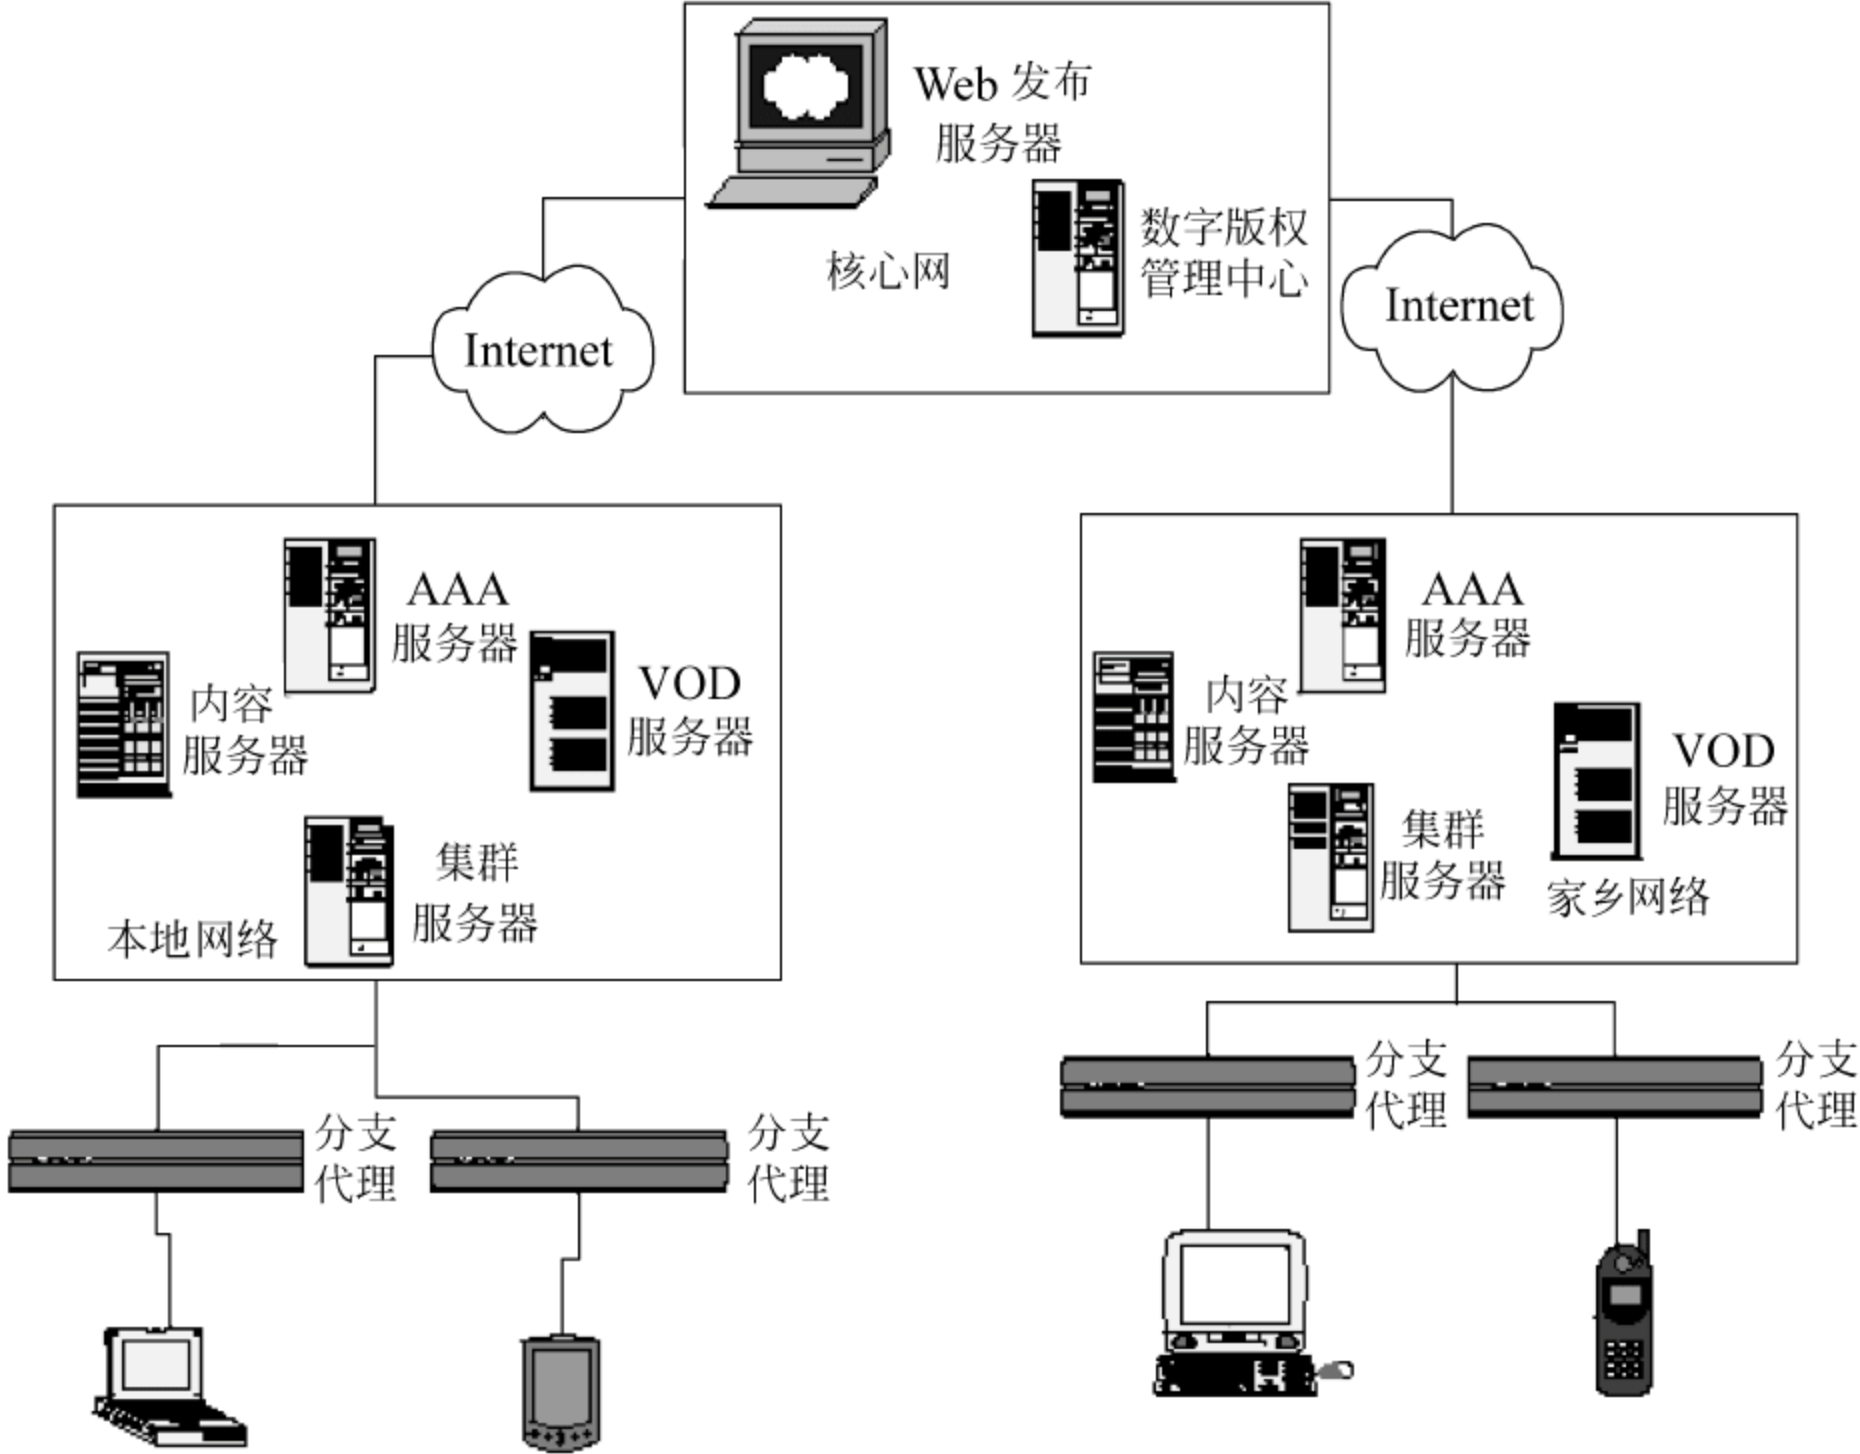 Web 发布
服务器
数字版权
管理中心
核心网
Internet
Internet
AAA
服务器
内容
服务器
VOD
服务器
集群
服务器
本地网络
AAA
服务器
内容
服务器
VOD
服务器
集群
服务器
家乡网络
分支
代理
分支
代理
分支
代理
分支
代理